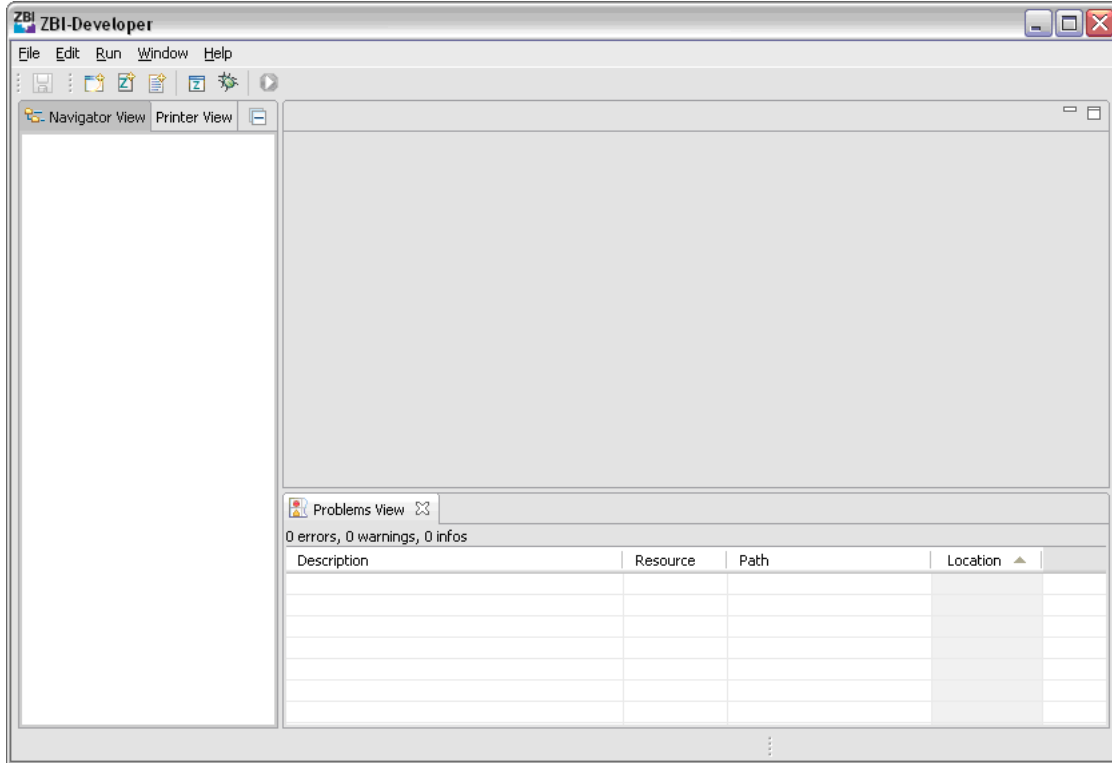 ZBI ZBI-Developer
File Edit Run Window Help
Z Z
Navigator View Printer View
Problems View
0 errors, 0 warnings, 0 infos
Description Resource Path Location